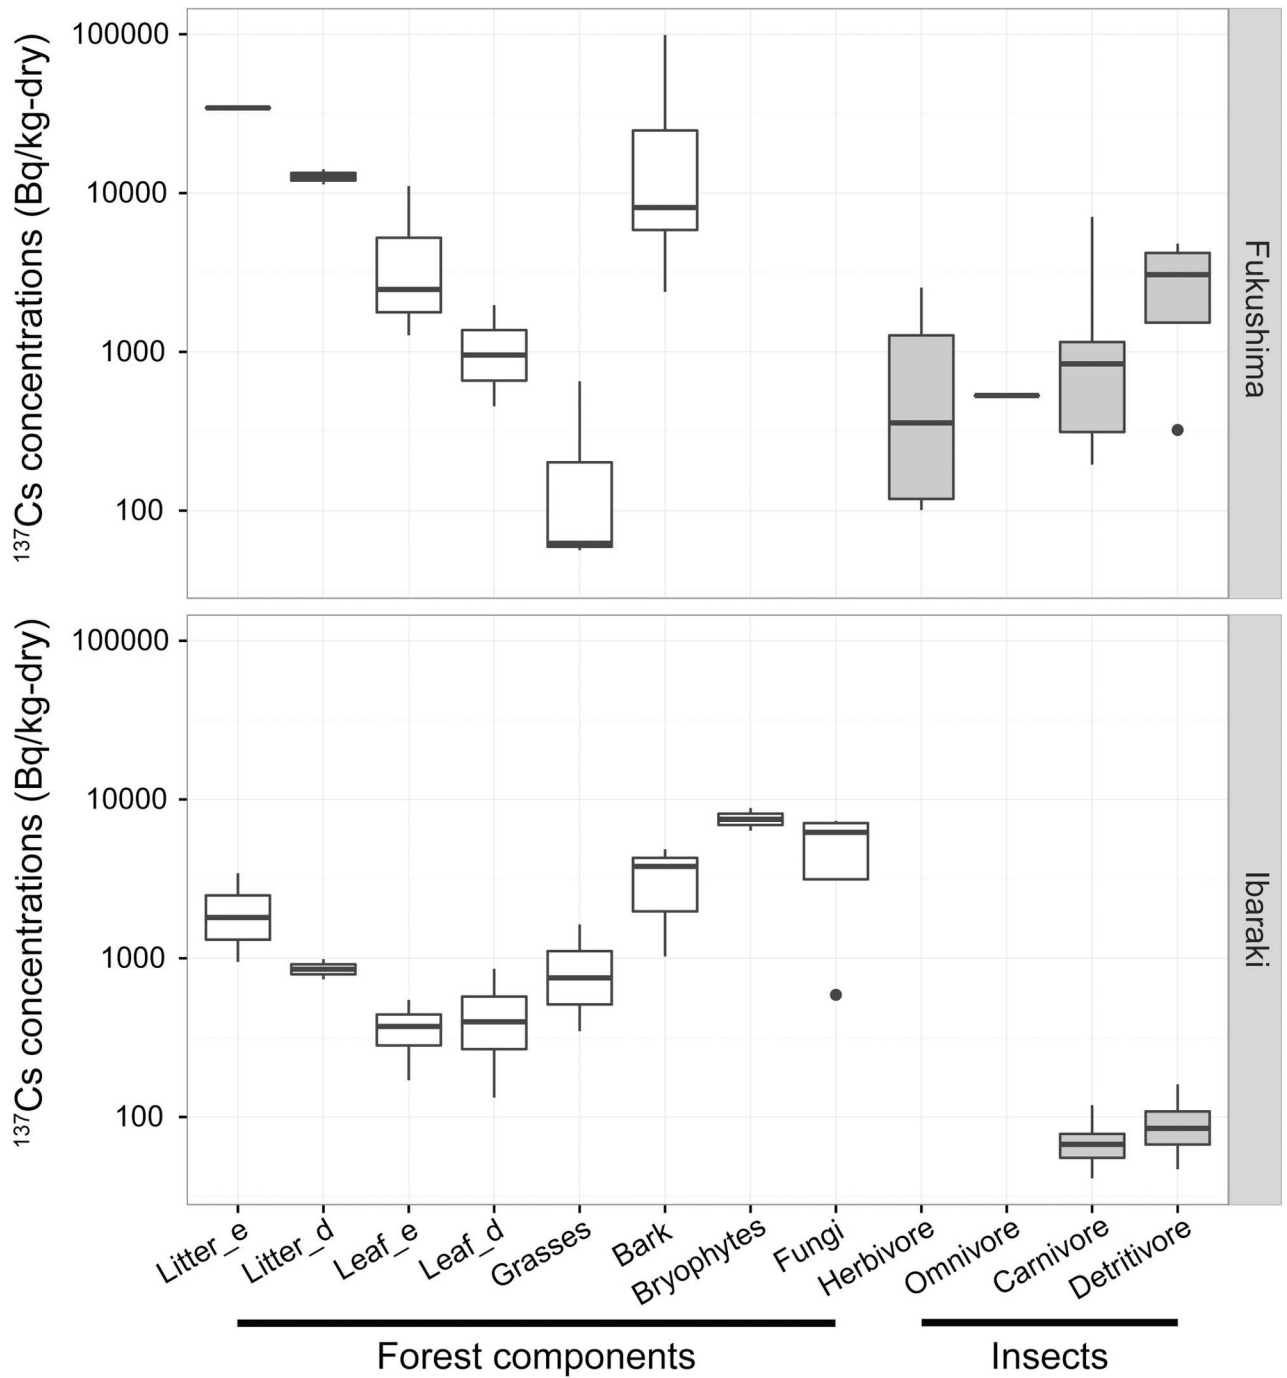 137Cs concentrations (Bq/kg-dry)
100000
10000
1000
100
Fukushima
137Cs concentrations (Bq/kg-dry)
100000
10000
1000
100
Ibaraki
Litter_e
Litter_d
Leaf_e
Leaf_d
Grasses
Bark
Bryophytes
Fungi
Herbivore
Omnivore
Carnivore
Detritivore
Forest components
Insects